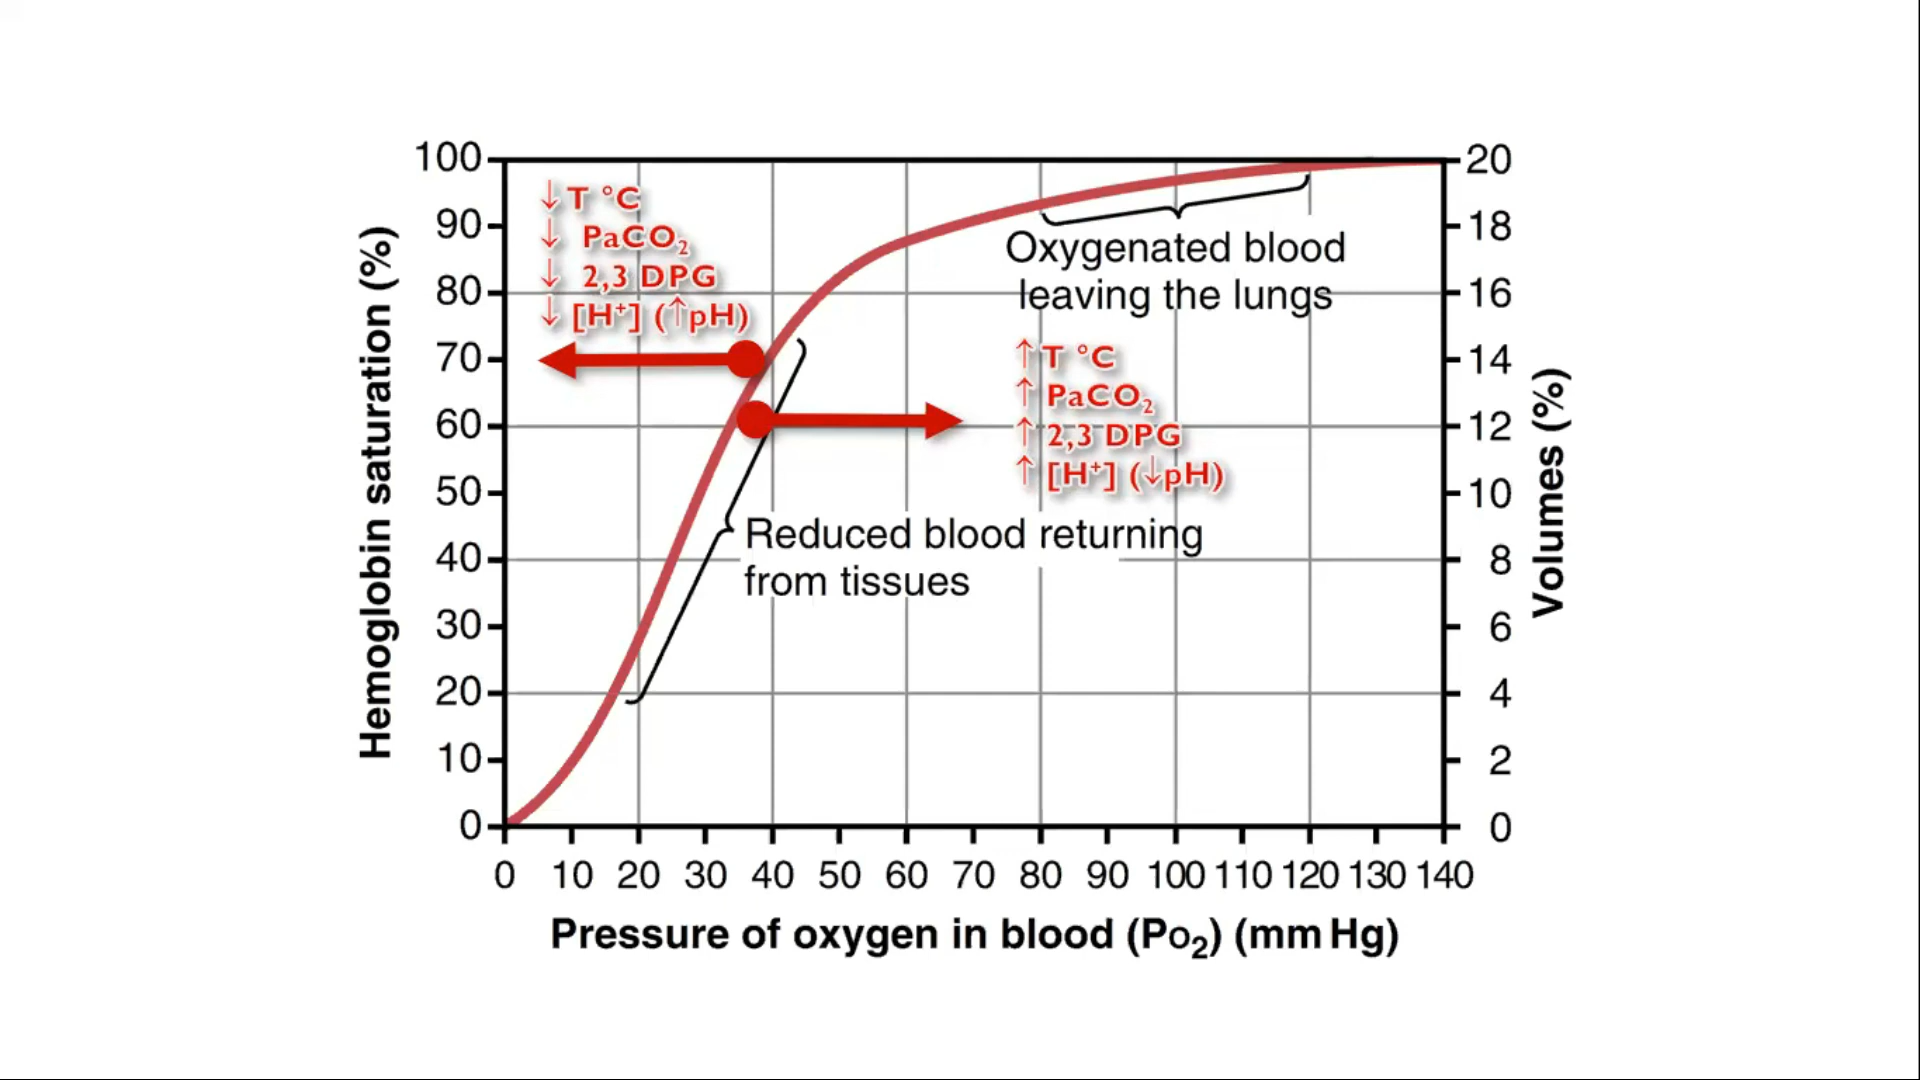 Hemoglobin saturation (%)
100
90
80
70
60
50
40
30
20
10
0
↓ T °C
↓ PaCO₂
↓ 2,3 DPG
↓ [H⁺] (↑pH)
Oxygenated blood
leaving the lungs
↑ T °C
↑ PaCO₂
↑ 2,3 DPG
↑ [H⁺] (↓pH)
Reduced blood returning
from tissues
20
18
16
14
12
10
8
6
4
2
0
Volumes (%)
0 10 20 30 40 50 60 70 80 90 100 110 120 130 140
Pressure of oxygen in blood (Po₂) (mm Hg)